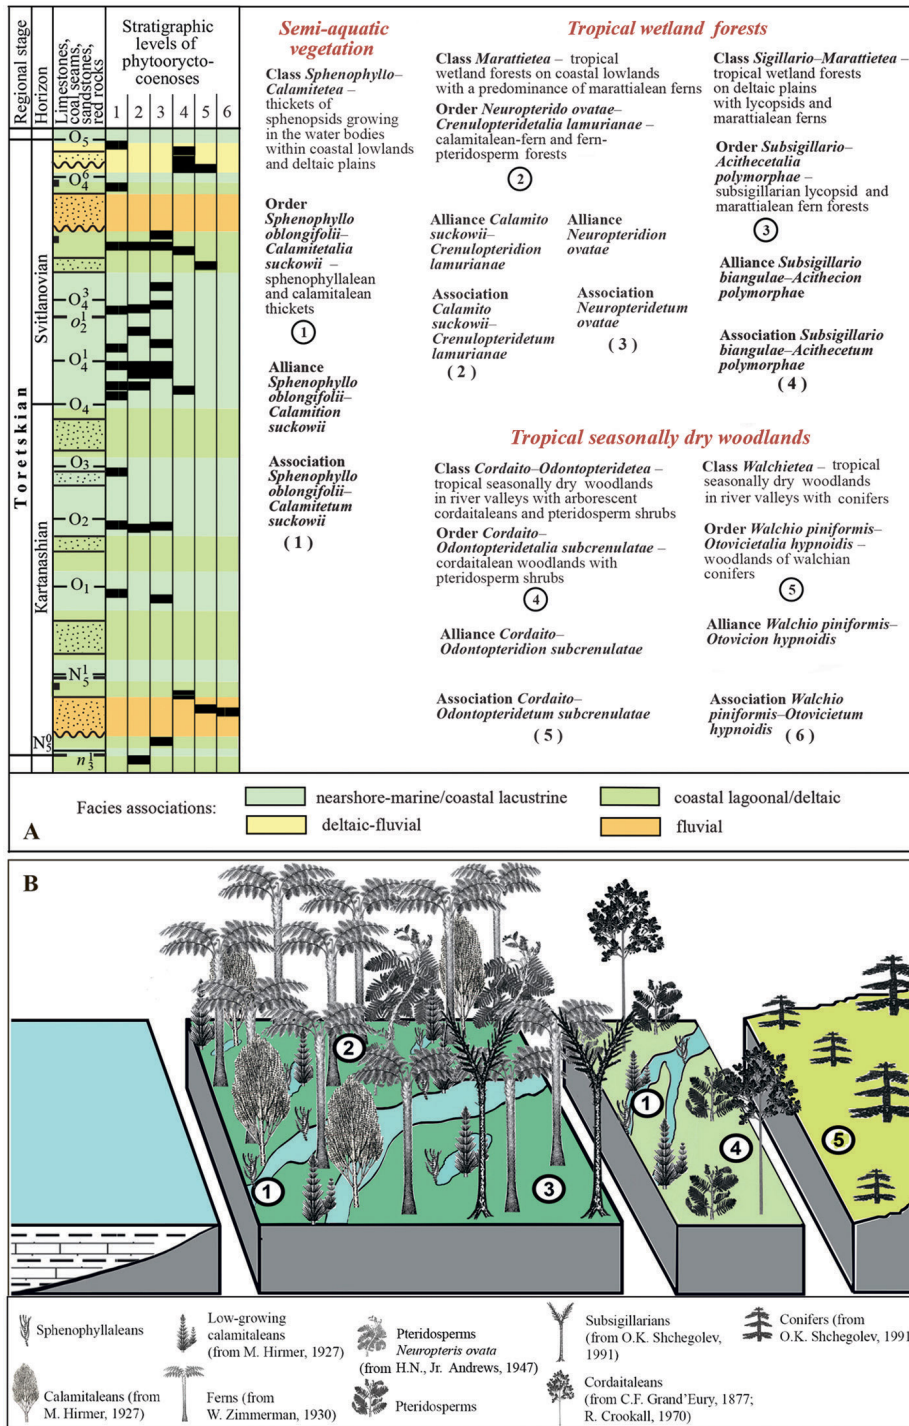 Regional stage
Horizon
Limestones,
coal seams,
sandstones,
red rocks
Stratigraphic
levels of
phytoorycto-
coenoses
1 2 3 4 5 6
Toretskian
Svitlanovian
Kartanashian
O5
O4^6
O4^3
o2^1
O4^1
O4
O3
O2
O1
N5^1
N5^0
n3^1
Semi-aquatic
vegetation
Class Sphenophyllo–
Calamitetea –
thickets of
sphenopsids growing
in the water bodies
within coastal lowlands
and deltaic plains
Order
Sphenophyllo
oblongifolii–
Calamitetalia
suckowii –
sphenophyllalean
and calamitalean
thickets
1
Alliance
Sphenophyllo
oblongifolii–
Calamition
suckowii
Association
Sphenophyllo
oblongifolii–
Calamitetum
suckowii
(1)
Tropical wetland forests
Class Marattietea – tropical
wetland forests on coastal lowlands
with a predominance of marattialean ferns
Order Neuropterido ovatae–
Crenulopteridetalia lamurianae –
calamitalean-fern and fern-
pteridosperm forests
2
Alliance Calamito
suckowii–
Crenulopteridion
lamurianae
Association
Calamito
suckowii–
Crenulopteridetum
lamurianae
(2)
Alliance
Neuropteridion
ovatae
Association
Neuropteridetum
ovatae
(3)
Class Sigillario–Marattietea –
tropical wetland forests
on deltaic plains
with lycopsids and
marattialean ferns
Order Subsigillario–
Acithecetalia
polymorphae –
subsigillarian lycopsid and
marattialean fern forests
3
Alliance Subsigillario
biangulae–Acithecion
polymorphae
Association Subsigillario
biangulae–Acithecetum
polymorphae
(4)
Tropical seasonally dry woodlands
Class Cordaito–Odontopteridetea –
tropical seasonally dry woodlands
in river valleys with arborescent
cordaitaleans and pteridosperm shrubs
Order Cordaito–
Odontopteridetalia subcrenulatae –
cordaitalean woodlands with
pteridosperm shrubs
4
Alliance Cordaito–
Odontopteridion subcrenulatae
Association Cordaito–
Odontopteridetum subcrenulatae
(5)
Class Walchietea – tropical
seasonally dry woodlands
in river valleys with conifers
Order Walchio piniformis–
Otovicietalia hypnoidis –
woodlands of walchian
conifers
5
Alliance Walchio piniformis–
Otovicion hypnoidis
Association Walchio
piniformis–Otovicietum
hypnoidis (6)
A
Facies associations:
nearshore-marine/coastal lacustrine
coastal lagoonal/deltaic
deltaic-fluvial
fluvial
B
2
1
3
1
4
5
Sphenophyllaleans
Low-growing
calamitaleans
(from M. Hirmer, 1927)
Pteridosperms
Neuropteris ovata
(from H.N., Jr. Andrews, 1947)
Subsigillarians
(from O.K. Shchegolev,
1991)
Conifers (from
O.K. Shchegolev, 1991
Calamitaleans (from
M. Hirmer, 1927)
Ferns (from
W. Zimmerman, 1930)
Pteridosperms
Cordaitaleans
(from C.F. Grand'Eury, 1877;
R. Crookall, 1970)